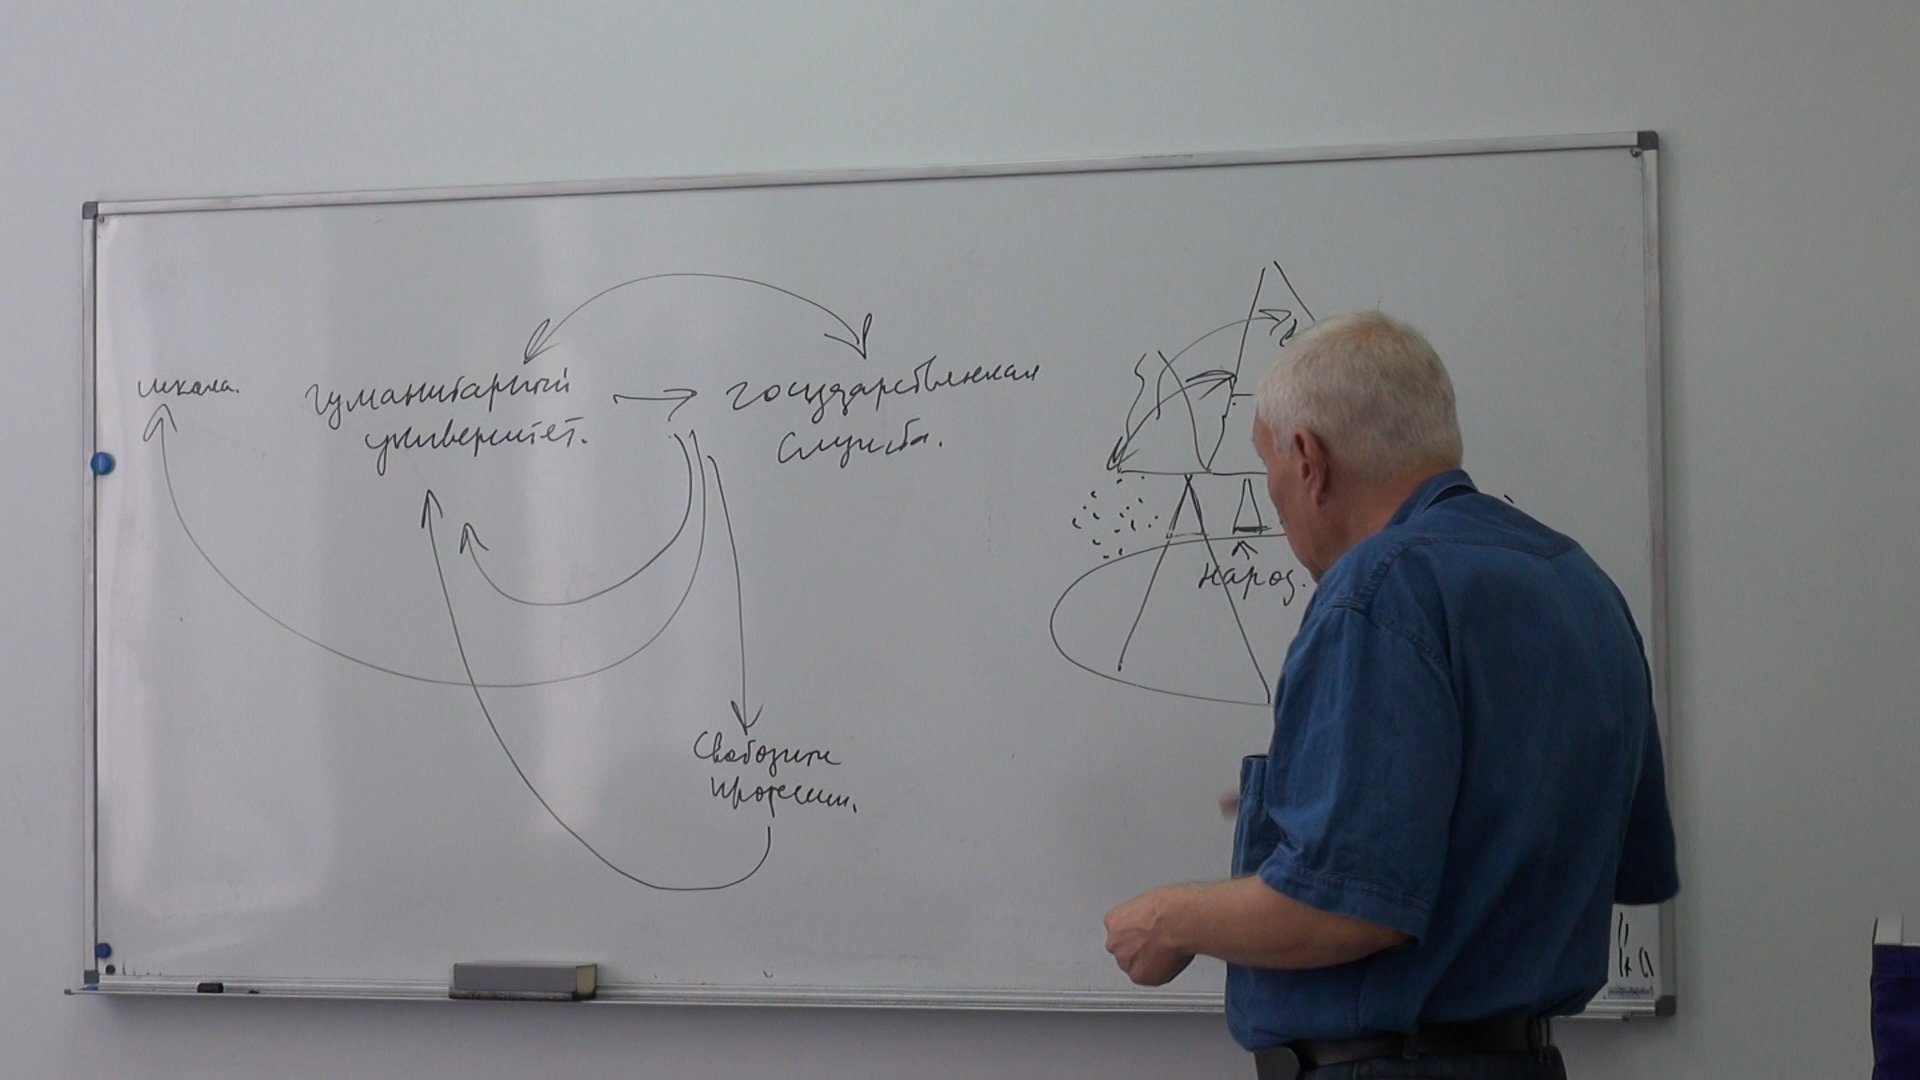 школа.
гуманитарный
университет.
государственная
служба.
народ.
Свободные
профессии.